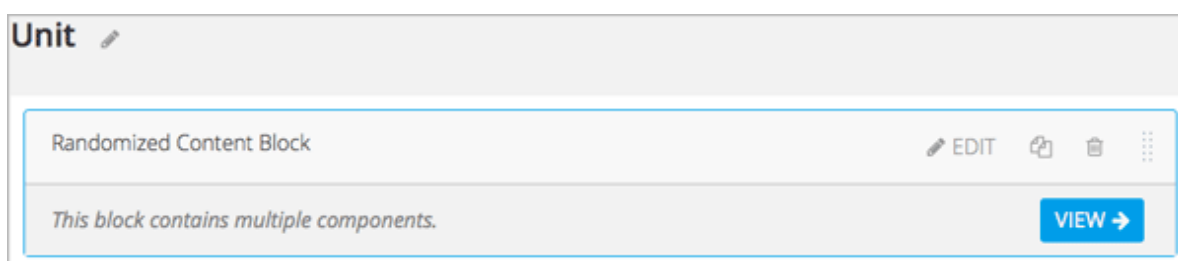 Unit
Randomized Content Block
EDIT
This block contains multiple components.
VIEW